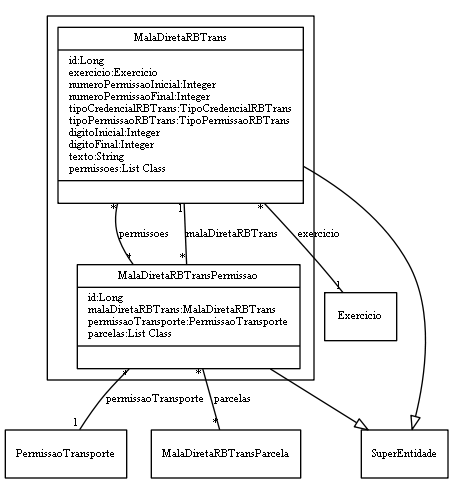 MalaDiretaRBTrans
id:Long
exercicio:Exercicio
numeroPermissaoInicial:Integer
numeroPermissaoFinal:Integer
tipoCredencialRBTrans:TipoCredencialRBTrans
tipoPermissaoRBTrans:TipoPermissaoRBTrans
digitoInicial:Integer
digitoFinal:Integer
texto:String
permissoes:List Class
* 1 *
permissoes malaDiretaRBTrans exercicio
* * 1
MalaDiretaRBTransPermissao
id:Long
malaDiretaRBTrans:MalaDiretaRBTrans
permissaoTransporte:PermissaoTransporte
parcelas:List Class
Exercicio
* *
permissaoTransporte parcelas
1 *
PermissaoTransporte
MalaDiretaRBTransParcela
SuperEntidade